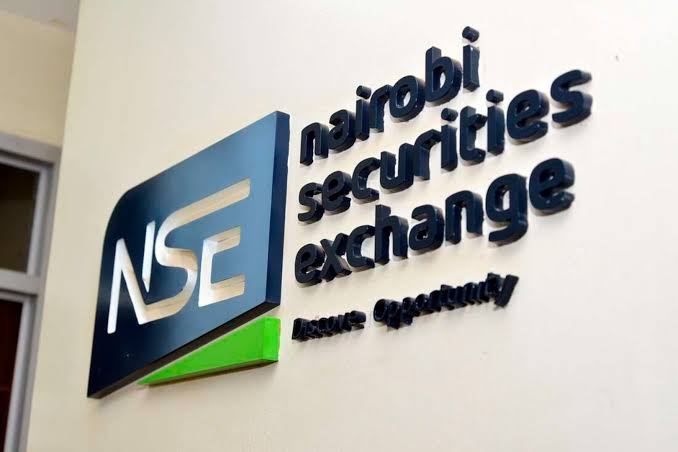 NSE
nairobi
securities
exchange
Discover Opportunity